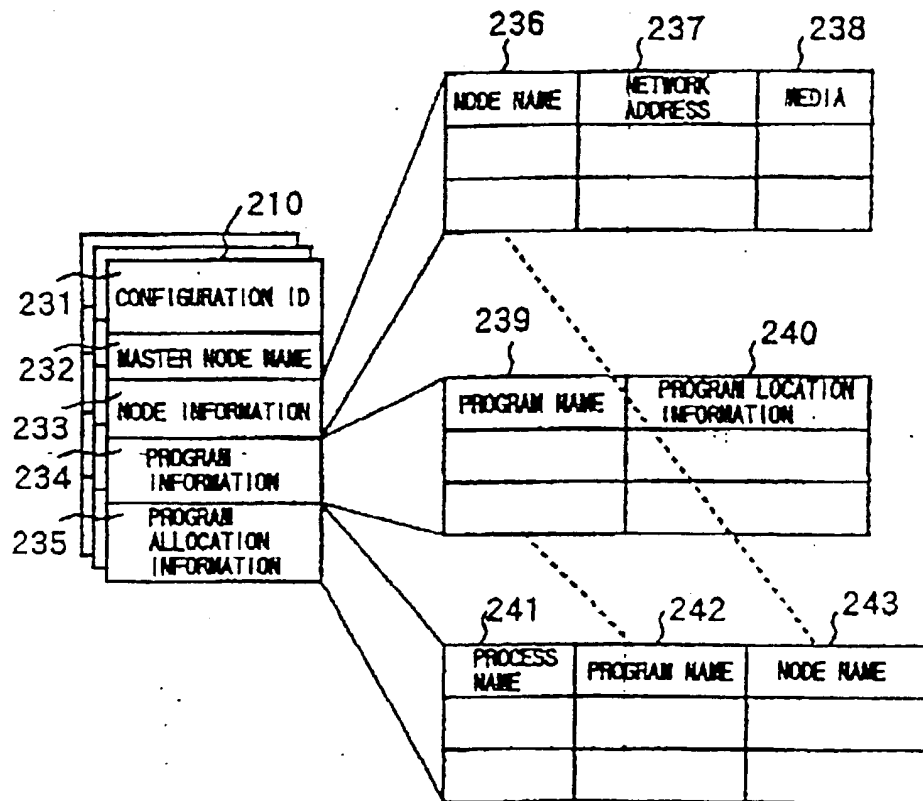 236
237
238
NODE NAME
NETWORK
ADDRESS
MEDIA
210
231
CONFIGURATION ID
232
MASTER NODE NAME
233
NODE INFORMATION
234
PROGRAM
INFORMATION
235
PROGRAM
ALLOCATION
INFORMATION
239
240
PROGRAM NAME
PROGRAM LOCATION
INFORMATION
241
242
243
PROCESS
NAME
PROGRAM NAME
NODE NAME